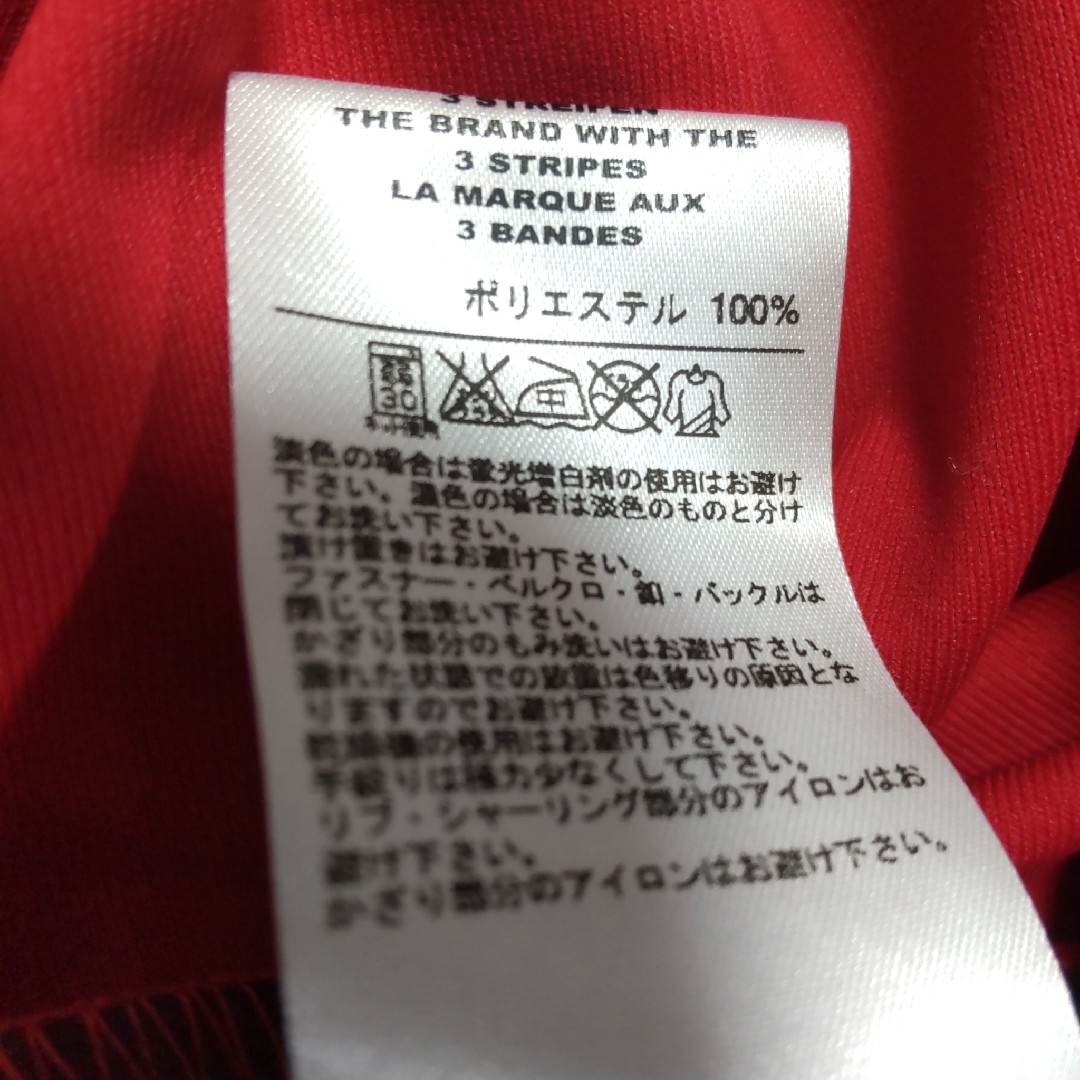 3 STREIFEN
THE BRAND WITH THE
3 STRIPES
LA MARQUE AUX
3 BANDES
ポリエステル 100%
30 中
ネット使用
淡色の場合は蛍光増白剤の使用はお避け
下さい。濃色の場合は淡色のものと分け
てお洗い下さい。
漬け置きはお避け下さい。
ファスナー・ベルクロ・釦・バックルは
閉じてお洗い下さい。
かざり部分のもみ洗いはお避け下さい。
濡れた状態での放置は色移りの原因とな
りますのでお避け下さい。
乾燥機の使用はお避け下さい。
手絞りは極力少なくして下さい。
リブ・シャーリング部分のアイロンはお
避け下さい。
かざり部分のアイロンはお避け下さい。